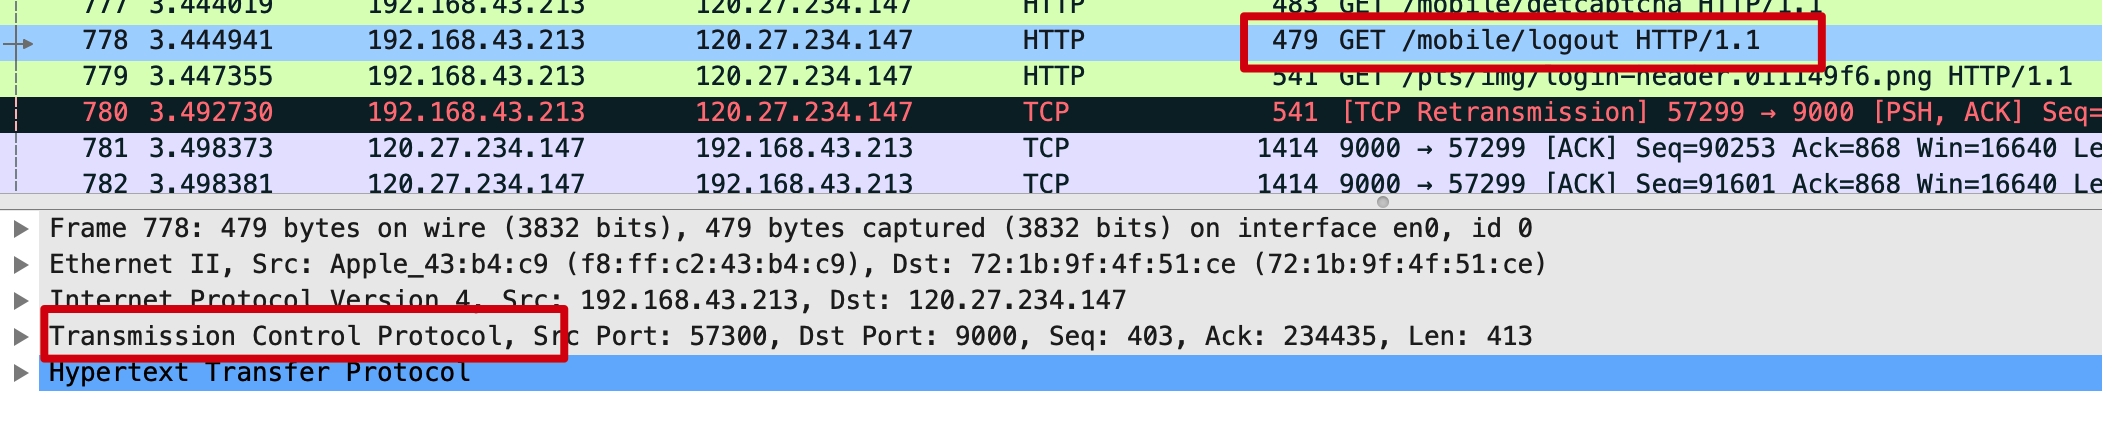 777 3.444019 192.168.43.213 120.27.234.147 HTTP 483 GET /mobile/getcaptcha HTTP/1.1
778 3.444941 192.168.43.213 120.27.234.147 HTTP 479 GET /mobile/logout HTTP/1.1
779 3.447355 192.168.43.213 120.27.234.147 HTTP 541 GET /pts/img/login-header.011149f6.png HTTP/1.1
780 3.492730 192.168.43.213 120.27.234.147 TCP 541 [TCP Retransmission] 57299 → 9000 [PSH, ACK] Seq=
781 3.498373 120.27.234.147 192.168.43.213 TCP 1414 9000 → 57299 [ACK] Seq=90253 Ack=868 Win=16640 Le
782 3.498381 120.27.234.147 192.168.43.213 TCP 1414 9000 → 57299 [ACK] Seq=91601 Ack=868 Win=16640 Le
Frame 778: 479 bytes on wire (3832 bits), 479 bytes captured (3832 bits) on interface en0, id 0
Ethernet II, Src: Apple_43:b4:c9 (f8:ff:c2:43:b4:c9), Dst: 72:1b:9f:4f:51:ce (72:1b:9f:4f:51:ce)
Internet Protocol Version 4, Src: 192.168.43.213, Dst: 120.27.234.147
Transmission Control Protocol, Src Port: 57300, Dst Port: 9000, Seq: 403, Ack: 234435, Len: 413
Hypertext Transfer Protocol